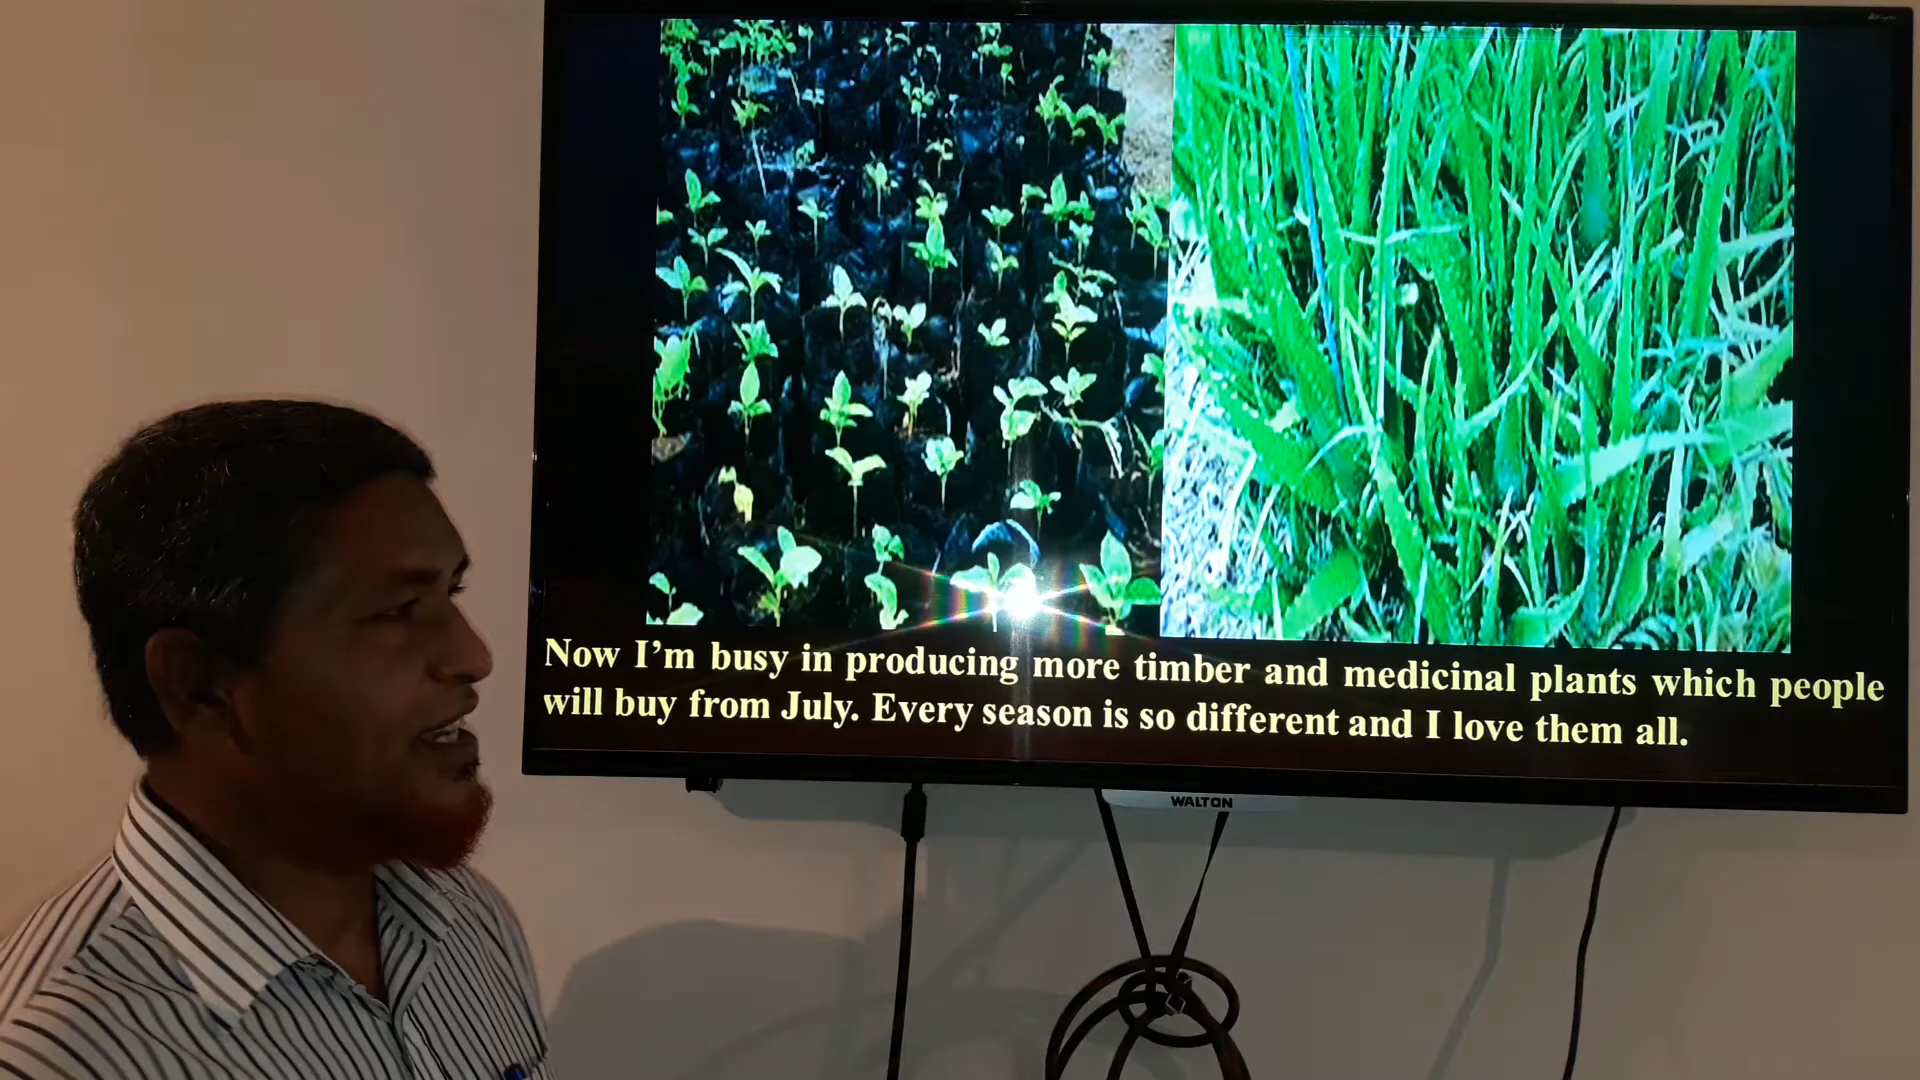 Now I'm busy in producing more timber and medicinal plants which people
will buy from July. Every season is so different and I love them all.
WALTON